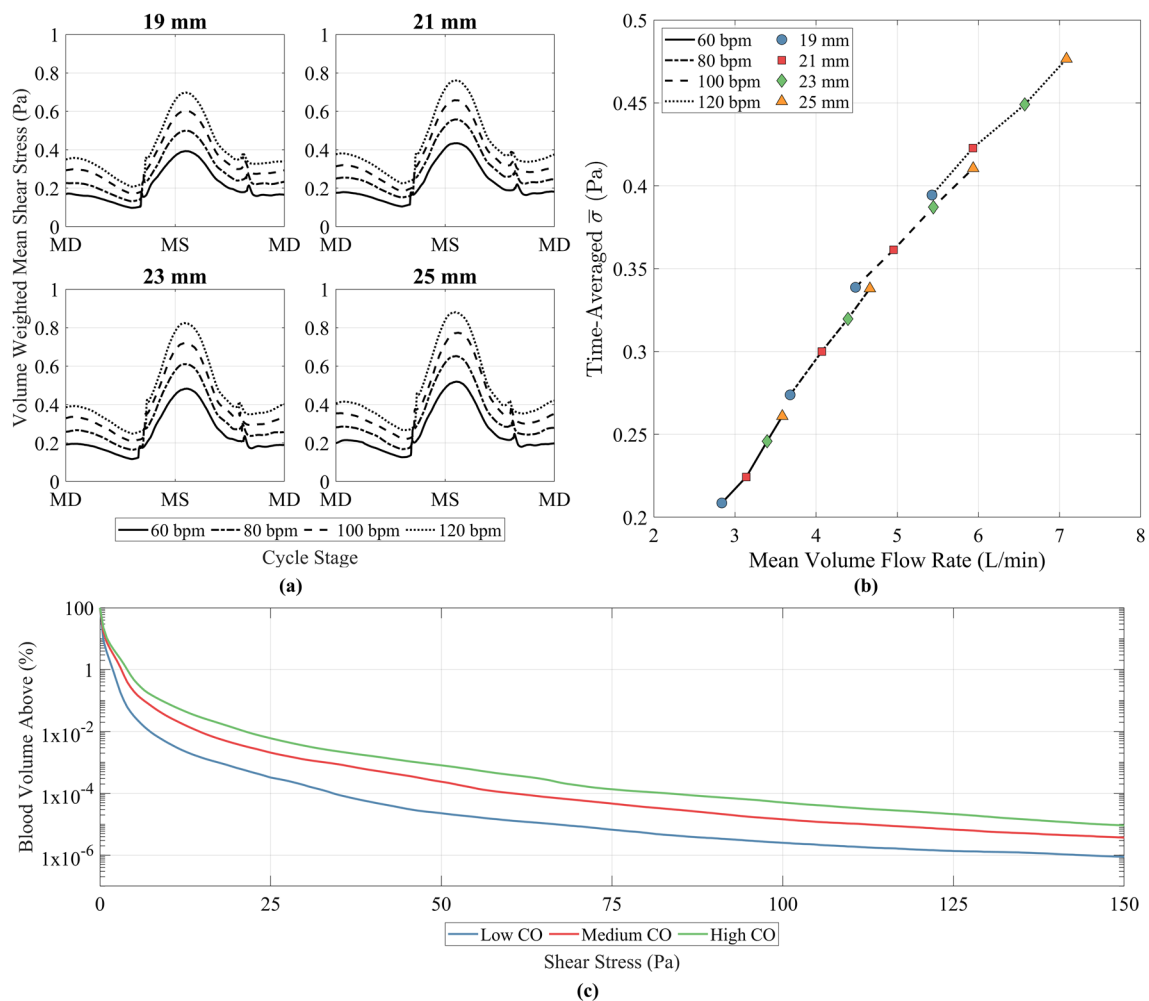 19 mm
21 mm
1
0.8
0.6
0.4
0.2
0
MD
MS
MD
1
0.8
0.6
0.4
0.2
0
MD
MS
MD
23 mm
25 mm
1
0.8
0.6
0.4
0.2
0
MD
MS
MD
1
0.8
0.6
0.4
0.2
0
MD
MS
MD
Volume Weighted Mean Shear Stress (Pa)
60 bpm 80 bpm 100 bpm 120 bpm
Cycle Stage
(a)
0.5
0.45
0.4
0.35
0.3
0.25
0.2
60 bpm 19 mm
80 bpm 21 mm
100 bpm 23 mm
120 bpm 25 mm
Time-Averaged σ̅ (Pa)
2 3 4 5 6 7 8
Mean Volume Flow Rate (L/min)
(b)
100
1
1x10⁻²
1x10⁻⁴
1x10⁻⁶
Blood Volume Above (%)
0 25 50 75 100 125 150
Low CO Medium CO High CO
Shear Stress (Pa)
(c)